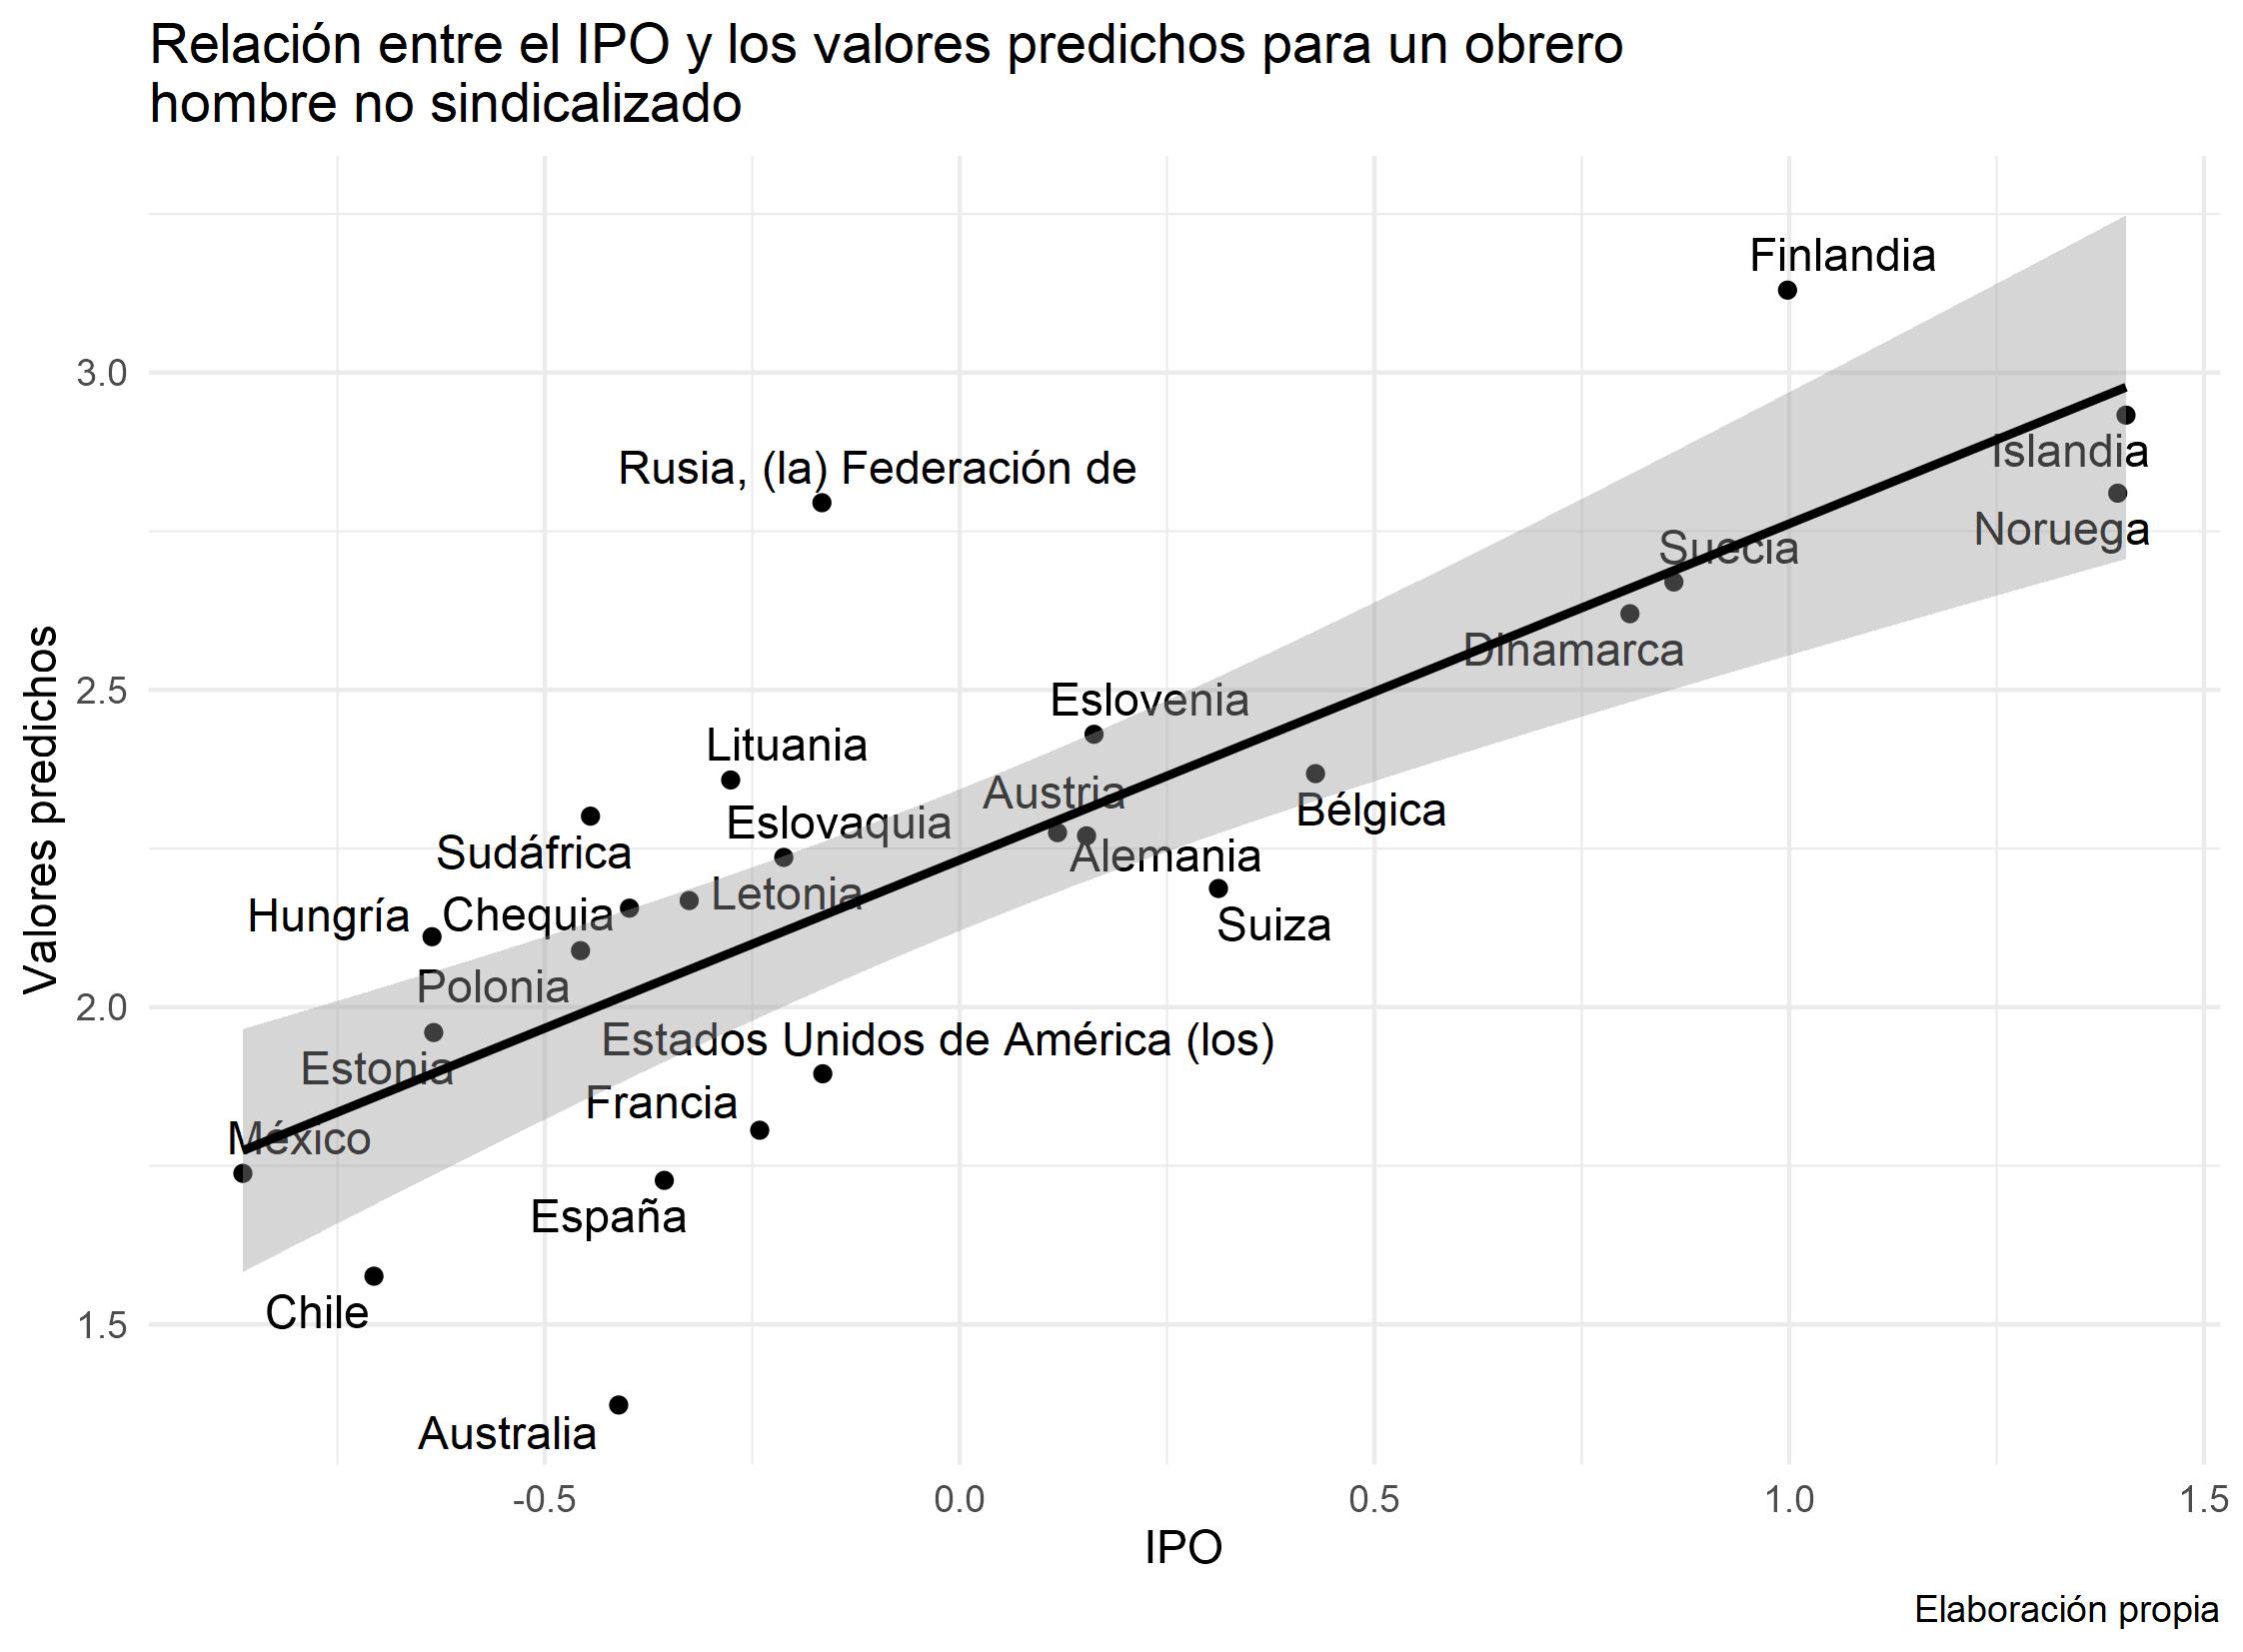 Relación entre el IPO y los valores predichos para un obrero
hombre no sindicalizado
Finlandia
3.0
Islandia
Rusia, (la) Federación de
Noruega
Suecia
Dinamarca
2.5
Eslovenia
Lituania
Austria
Bélgica
Eslovaquia
Sudáfrica
Alemania
Letonia
Hungría
Chequia
Suiza
Polonia
2.0
Estados Unidos de América (los)
Estonia
Francia
México
España
Chile
1.5
Australia
Valores predichos
-0.5
0.0
0.5
1.0
1.5
IPO
Elaboración propia